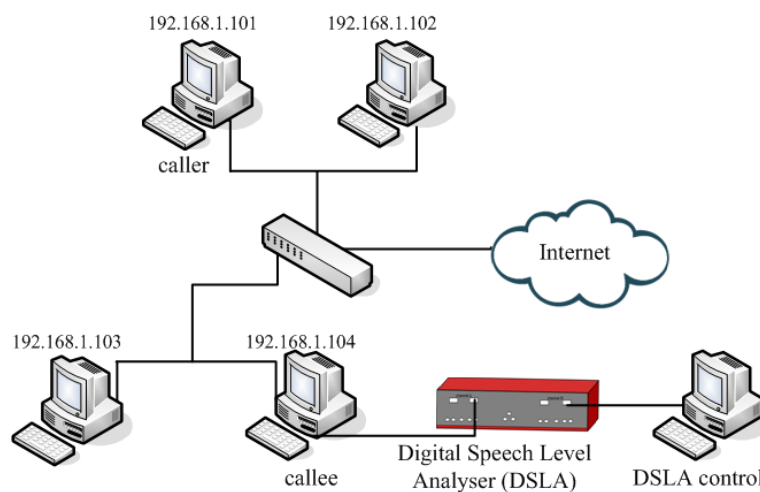 192.168.1.101
192.168.1.102
caller
Internet
192.168.1.103
192.168.1.104
callee
Digital Speech Level
Analyser (DSLA)
DSLA control